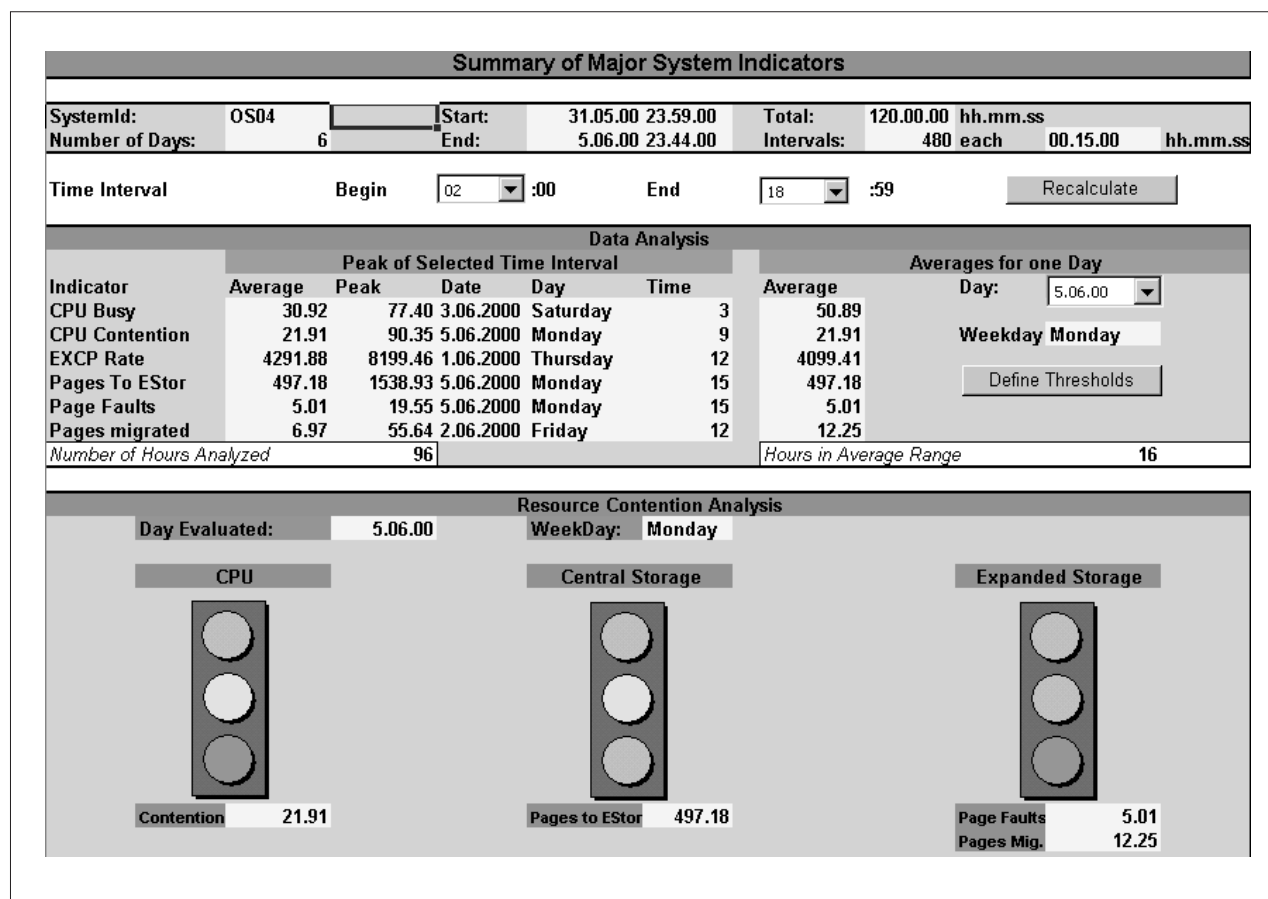 Summary of Major System Indicators
SystemId: OS04 Start: 31.05.00 23.59.00 Total: 120.00.00 hh.mm.ss
Number of Days: 6 End: 5.06.00 23.44.00 Intervals: 480 each 00.15.00 hh.mm.ss
Time Interval Begin 02 :00 End 18 :59 Recalculate
Data Analysis
Peak of Selected Time Interval Averages for one Day
Indicator Average Peak Date Day Time Average Day: 5.06.00
CPU Busy 30.92 77.40 3.06.2000 Saturday 3 50.89
CPU Contention 21.91 90.35 5.06.2000 Monday 9 21.91 Weekday Monday
EXCP Rate 4291.88 8199.46 1.06.2000 Thursday 12 4099.41
Pages To EStor 497.18 1538.93 5.06.2000 Monday 15 497.18 Define Thresholds
Page Faults 5.01 19.55 5.06.2000 Monday 15 5.01
Pages migrated 6.97 55.64 2.06.2000 Friday 12 12.25
Number of Hours Analyzed 96 Hours in Average Range 16
Resource Contention Analysis
Day Evaluated: 5.06.00 WeekDay: Monday
CPU Central Storage Expanded Storage
Contention 21.91 Pages to EStor 497.18 Page Faults 5.01
Pages Mig. 12.25